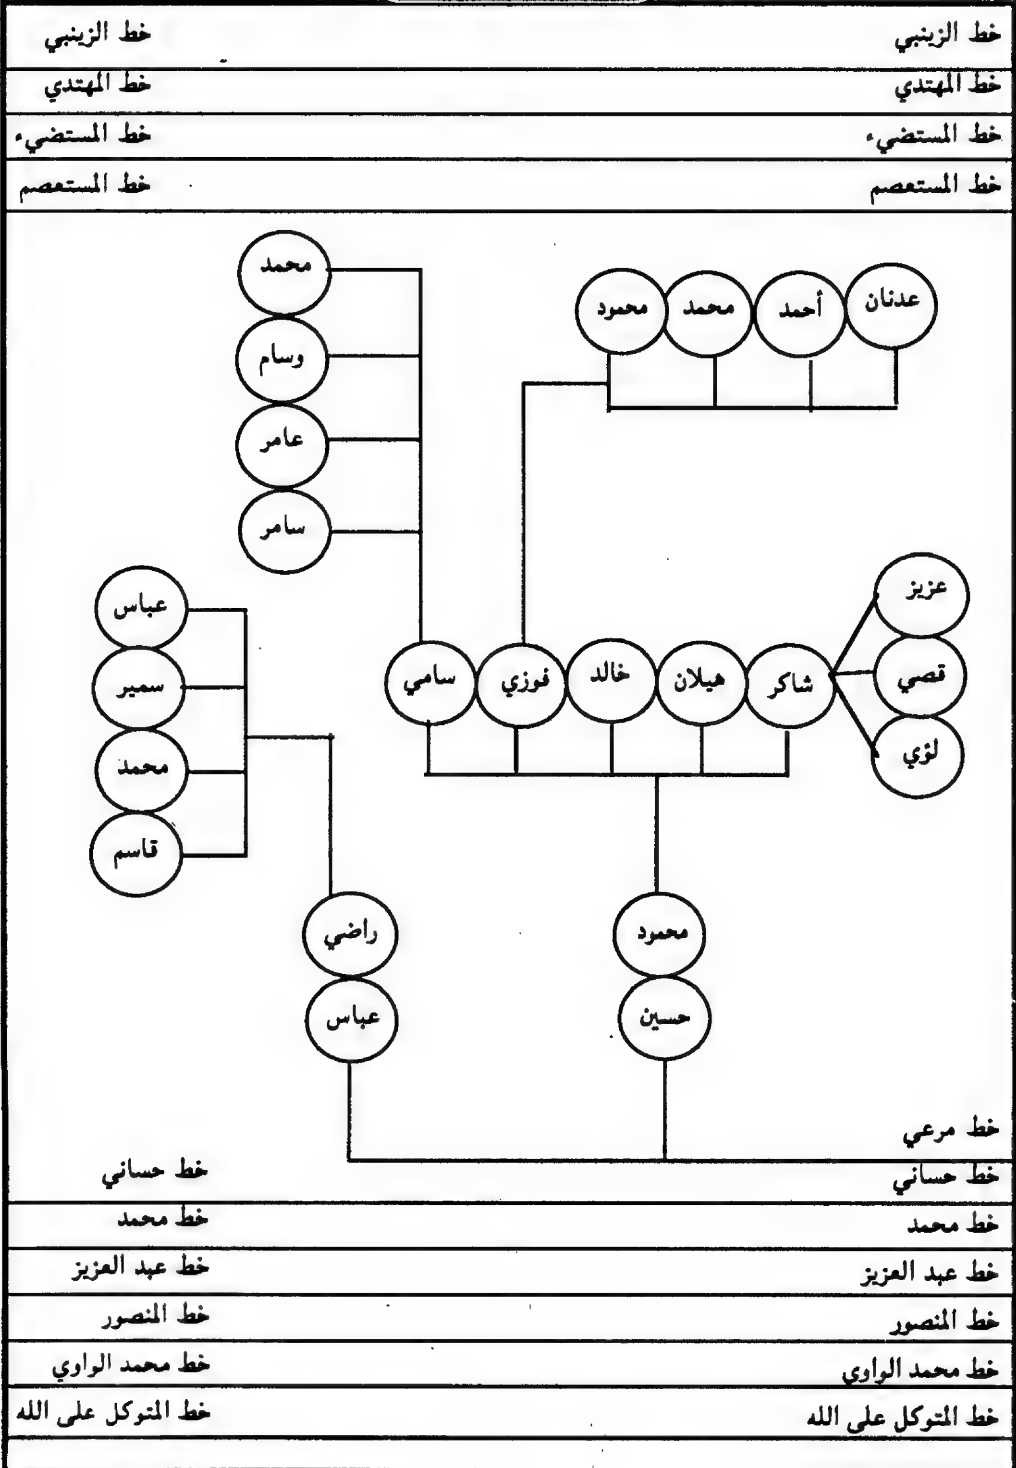 خط الزينبي خط الزينبي
خط المهتدي خط المهتدي
خط المستضيء خط المستضيء
خط المستعصم خط المستعصم
محمد
وسام
عامر
سامر
عدنان أحمد محمد محمود
عزيز
قصي
لؤي
شاكر هيلان خالد فوزي سامي
عباس
سمير
محمد
قاسم
محمود راضي
حسين عباس
خط مرعي
خط حساني خط حساني
خط محمد خط محمد
خط عبد العزيز خط عبد العزيز
خط المنصور خط المنصور
خط محمد الواوي خط محمد الواوي
خط المتوكل على الله خط المتوكل على الله